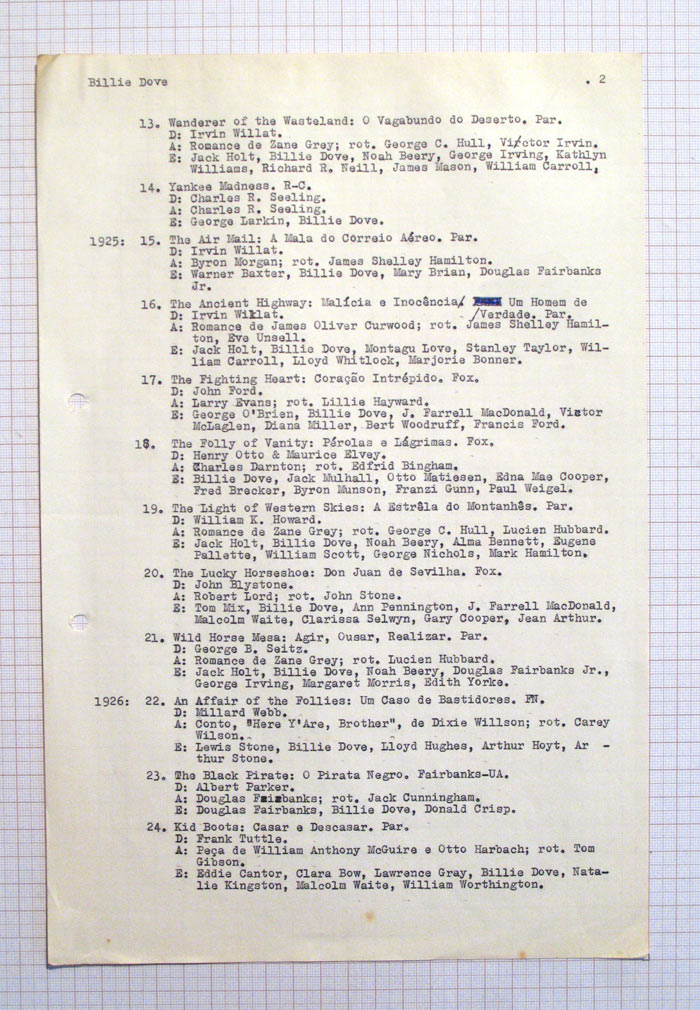 Billie Dove . 2
13. Wanderer of the Wasteland: O Vagabundo do Deserto. Par.
D: Irvin Willat.
A: Romance de Zane Grey; rot. George C. Hull, Victor Irvin.
E: Jack Holt, Billie Dove, Noah Beery, George Irving, Kathlyn
Williams, Richard R. Neill, James Mason, William Carroll,
14. Yankee Madness. R-C.
D: Charles R. Seeling.
A: Charles R. Seeling.
E: George Larkin, Billie Dove.
1925: 15. The Air Mail: A Mala do Correio Aéreo. Par.
D: Irvin Willat.
A: Byron Morgan; rot. James Shelley Hamilton.
E: Warner Baxter, Billie Dove, Mary Brian, Douglas Fairbanks
Jr.
16. The Ancient Highway: Malícia e Inocência/ Um Homem de
D: Irvin Willat. /Verdade. Par.
A: Romance de James Oliver Curwood; rot. James Shelley Hamil-
ton, Eve Unsell.
E: Jack Holt, Billie Dove, Montagu Love, Stanley Taylor, Wil-
liam Carroll, Lloyd Whitlock, Marjorie Bonner.
17. The Fighting Heart: Coração Intrépido. Fox.
D: John Ford.
A: Larry Evans; rot. Lillie Hayward.
E: George O'Brien, Billie Dove, J. Farrell MacDonald, Victor
McLaglen, Diana Miller, Bert Woodruff, Francis Ford.
18. The Folly of Vanity: Pérolas e Lágrimas. Fox.
D: Henry Otto & Maurice Elvey.
A: Charles Darnton; rot. Edfrid Bingham.
E: Billie Dove, Jack Mulhall, Otto Matiesen, Edna Mae Cooper,
Fred Brecker, Byron Munson, Franzi Gunn, Paul Weigel.
19. The Light of Western Skies: A Estrêla do Montanhês. Par.
D: William K. Howard.
A: Romance de Zane Grey; rot. George C. Hull, Lucien Hubbard.
E: Jack Holt, Billie Dove, Noah Beery, Alma Bennett, Eugene
Pallette, William Scott, George Nichols, Mark Hamilton.
20. The Lucky Horseshoe: Don Juan de Sevilha. Fox.
D: John Blystone.
A: Robert Lord; rot. John Stone.
E: Tom Mix, Billie Dove, Ann Pennington, J. Farrell MacDonald,
Malcolm Waite, Clarissa Selwyn, Gary Cooper, Jean Arthur.
21. Wild Horse Mesa: Agir, Ousar, Realizar. Par.
D: George B. Seitz.
A: Romance de Zane Grey; rot. Lucien Hubbard.
E: Jack Holt, Billie Dove, Noah Beery, Douglas Fairbanks Jr.,
George Irving, Margaret Morris, Edith Yorke.
1926: 22. An Affair of the Follies: Um Caso de Bastidores. FN.
D: Millard Webb.
A: Conto, "Here Y'Are, Brother", de Dixie Willson; rot. Carey
Wilson.
E: Lewis Stone, Billie Dove, Lloyd Hughes, Arthur Hoyt, Ar -
thur Stone.
23. The Black Pirate: O Pirata Negro. Fairbanks-UA.
D: Albert Parker.
A: Douglas Fairbanks; rot. Jack Cunningham.
E: Douglas Fairbanks, Billie Dove, Donald Crisp.
24. Kid Boots: Casar e Descasar. Par.
D: Frank Tuttle.
A: Peça de William Anthony McGuire e Otto Harbach; rot. Tom
Gibson.
E: Eddie Cantor, Clara Bow, Lawrence Gray, Billie Dove, Nata-
lie Kingston, Malcolm Waite, William Worthington.